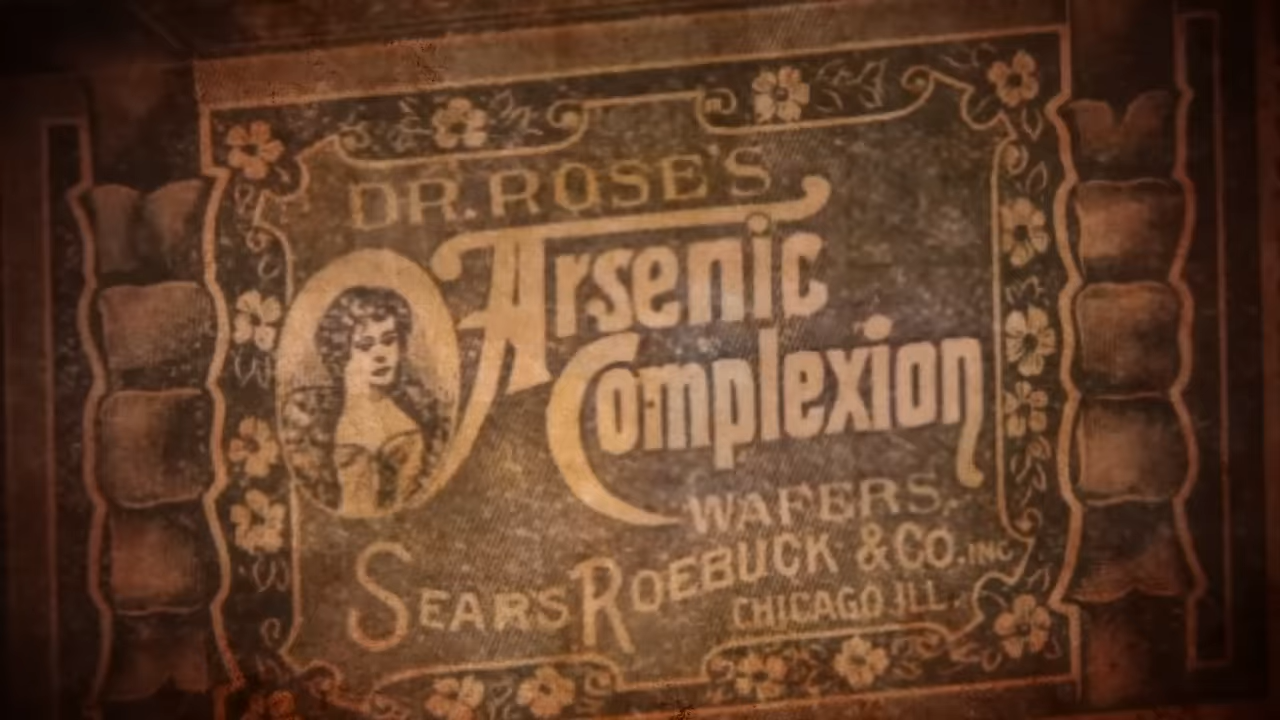 DR. ROSE'S
Arsenic
Complexion
WAFERS.
SEARS ROEBUCK & CO. INC
CHICAGO ILL.